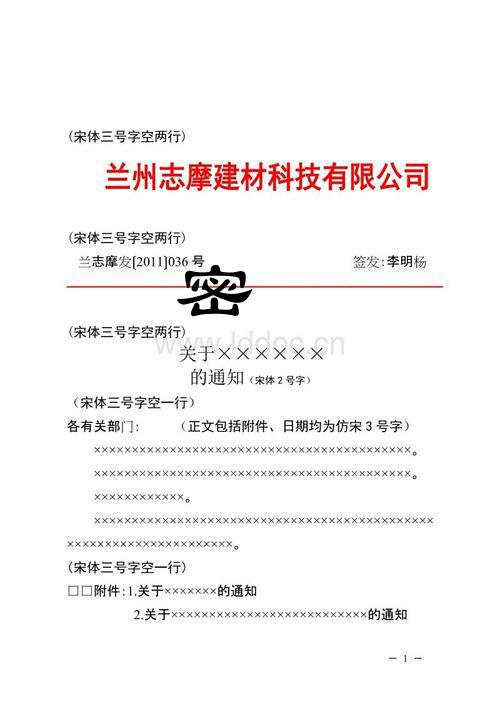 (宋体三号字空两行)
兰州志摩建材科技有限公司
(宋体三号字空两行)
兰志摩发[2011]036 号 签发:李明杨
密
(宋体三号字空两行)
www.lddoc.cn
关于××××××
的通知(宋体 2 号字)
（宋体三号字空一行）
各有关部门: （正文包括附件、日期均为仿宋 3 号字）
××××××××××××××××××××××××××××××××××××××××××。
××××××××××××××××××××××××××××××××××××××××××。
××××××××××××。
×××××××××××××××××××××××××××××××××××××××××××××
××××××××××××××××××××××。
(宋体三号字空一行)
□□附件:1.关于×××××××的通知
2.关于××××××××××××××××××××××××××的通知
－ 1 －